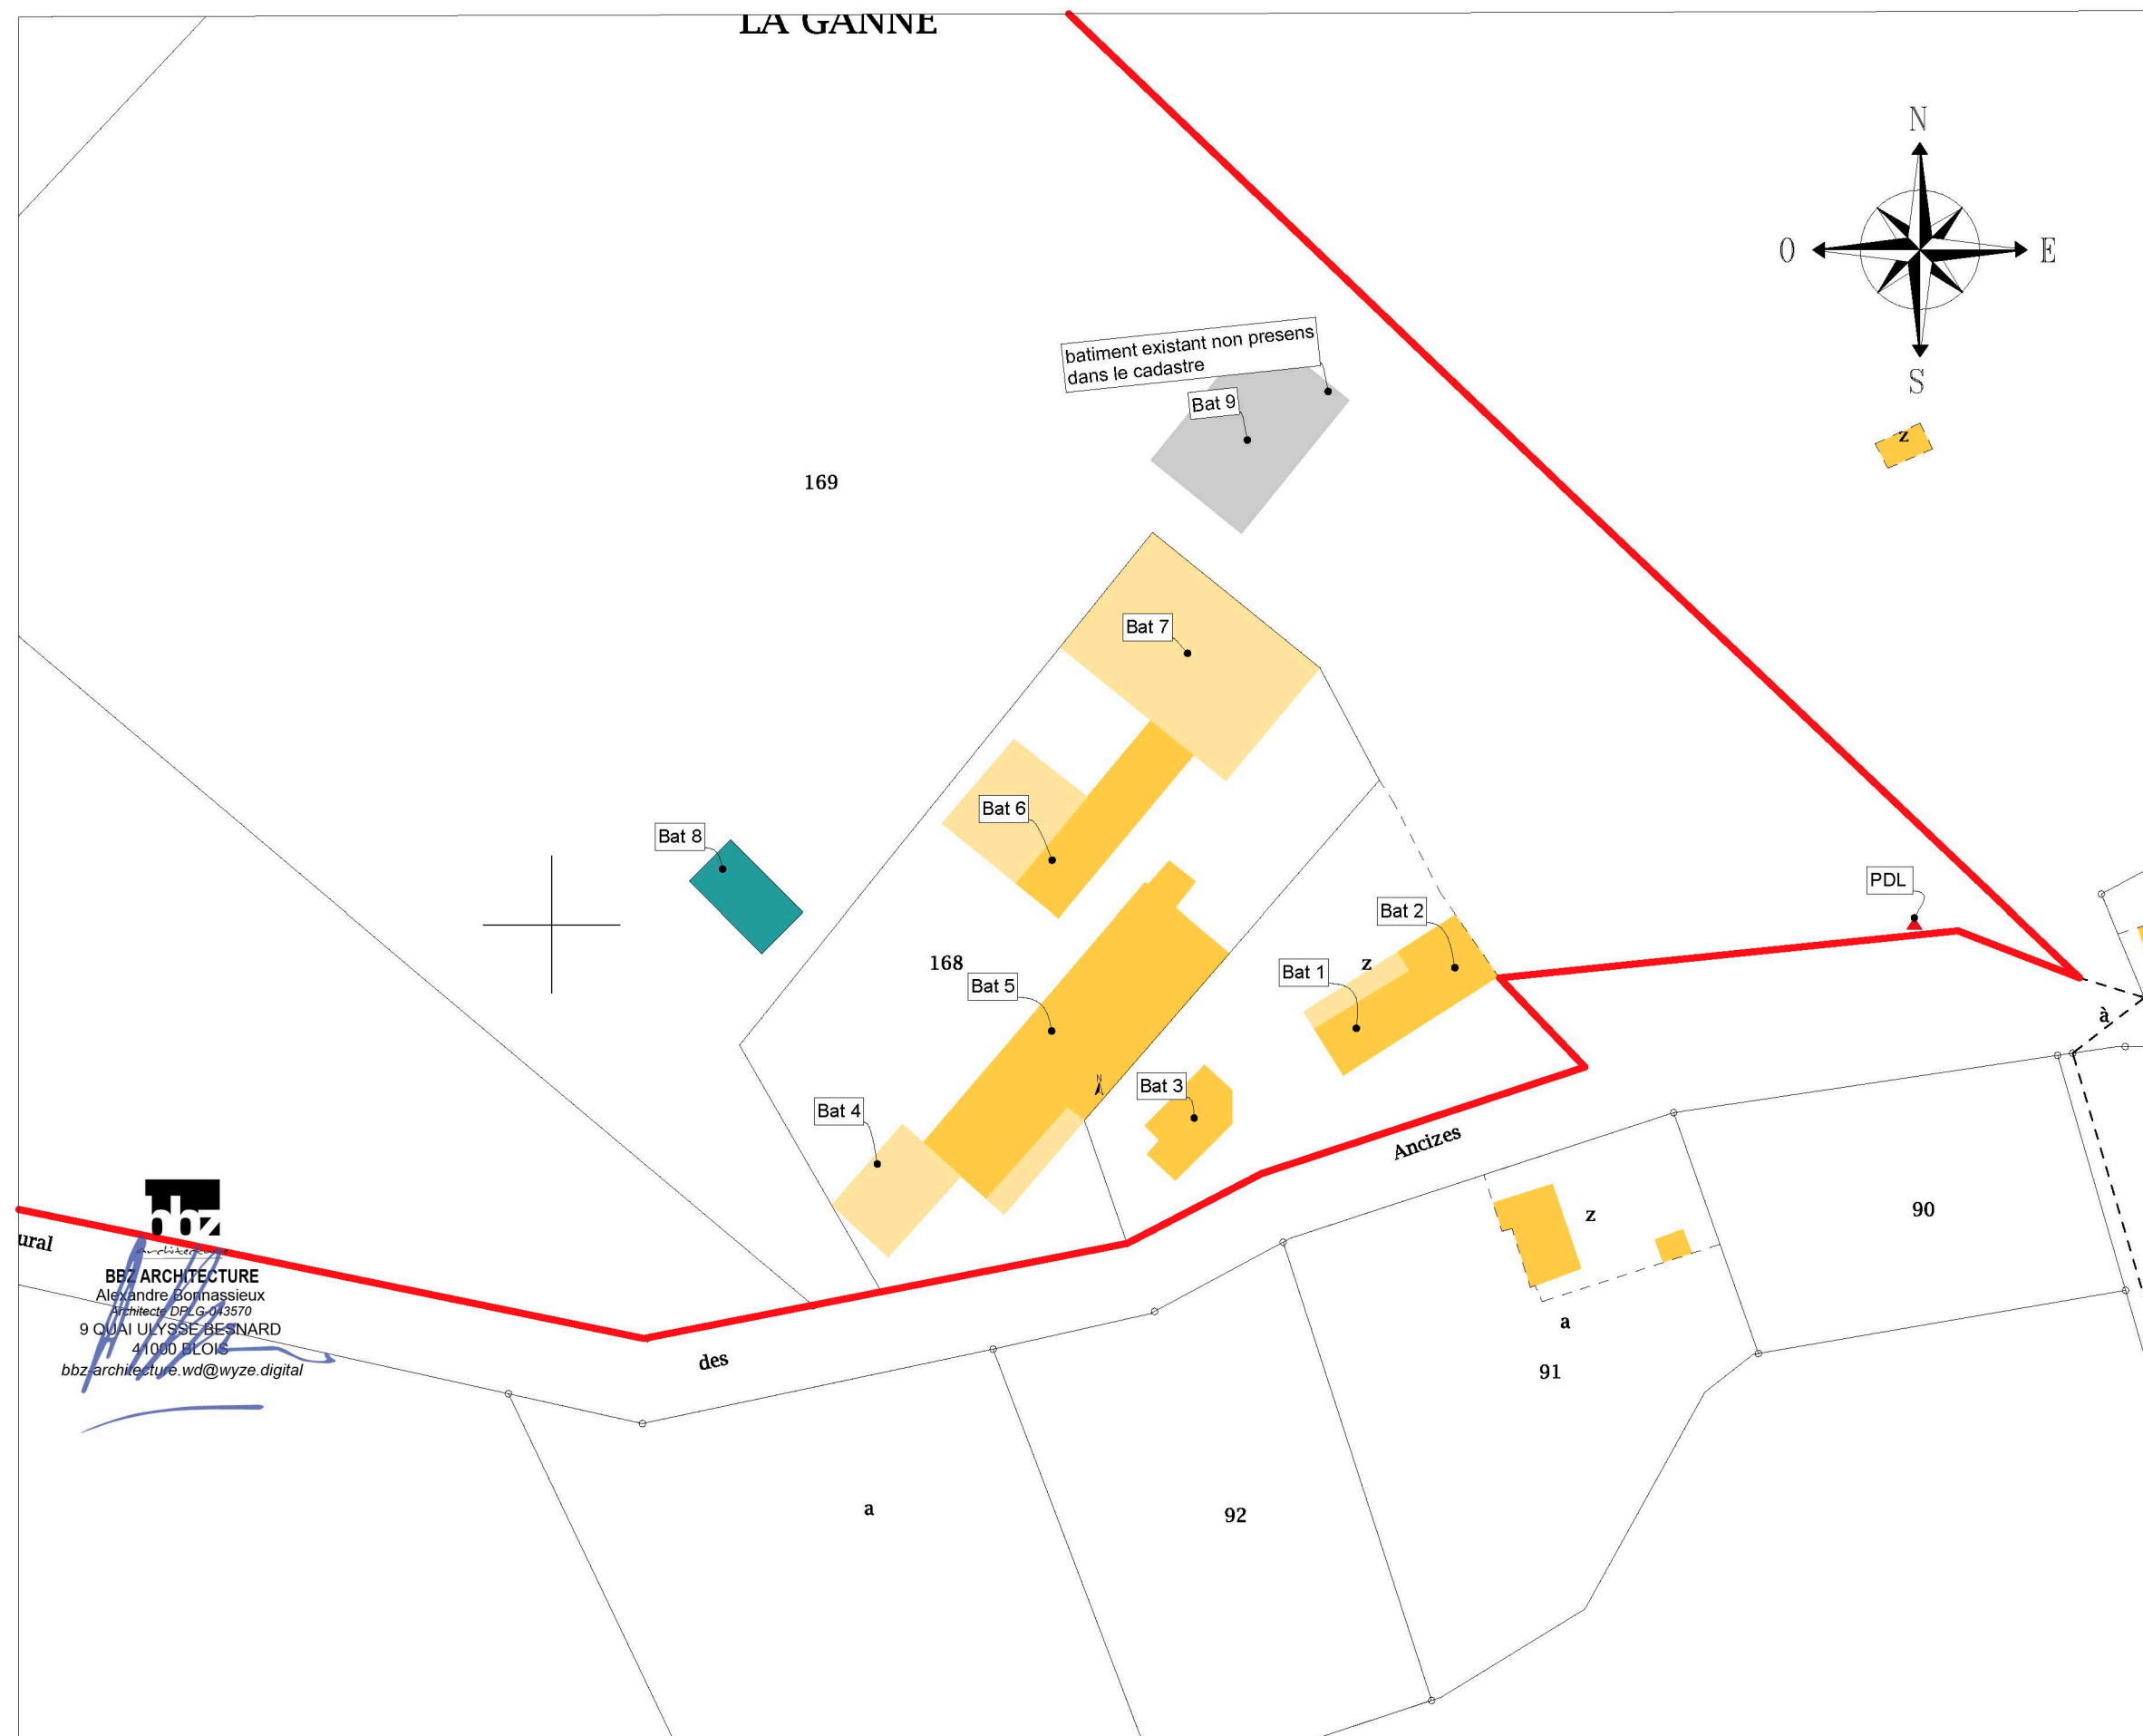 LA GANNE
N
O
E
S
batiment existant non presens
dans le cadastre
Bat 9
z
169
Bat 7
Bat 6
Bat 8
PDL
Bat 2
168
z
Bat 5
Bat 1
à
N
Bat 3
Bat 4
Ancizes
90
z
ural
bbz
architecture
BBZ ARCHITECTURE
Alexandre Bonnassieux
Architecte DPLG-043570
9 QUAI ULYSSE BESNARD
41000 BLOIS
bbz-architecture.wd@wyze.digital
a
des
91
a
92